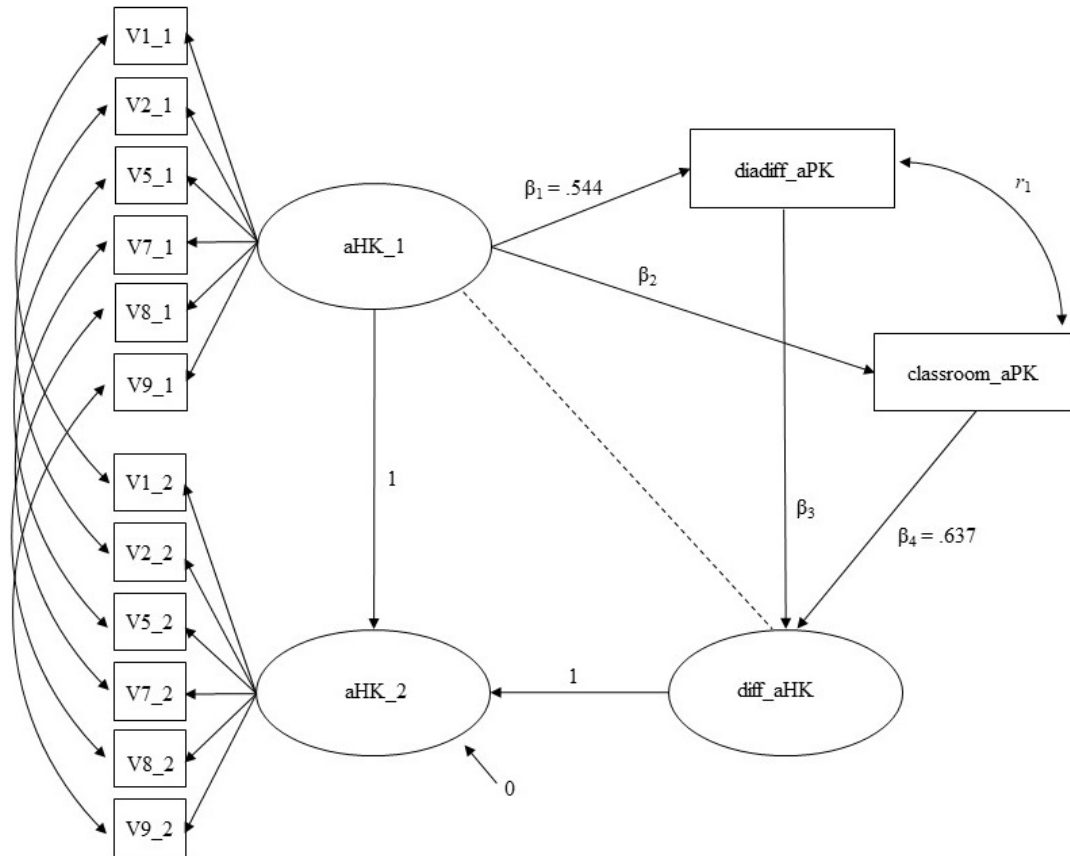 V1_1
V2_1
V5_1
V7_1
V8_1
V9_1
V1_2
V2_2
V5_2
V7_2
V8_2
V9_2
aHK_1
β₁ = .544
diadiff_aPK
r₁
β₂
classroom_aPK
1
β₃
β₄ = .637
aHK_2
1
diff_aHK
0